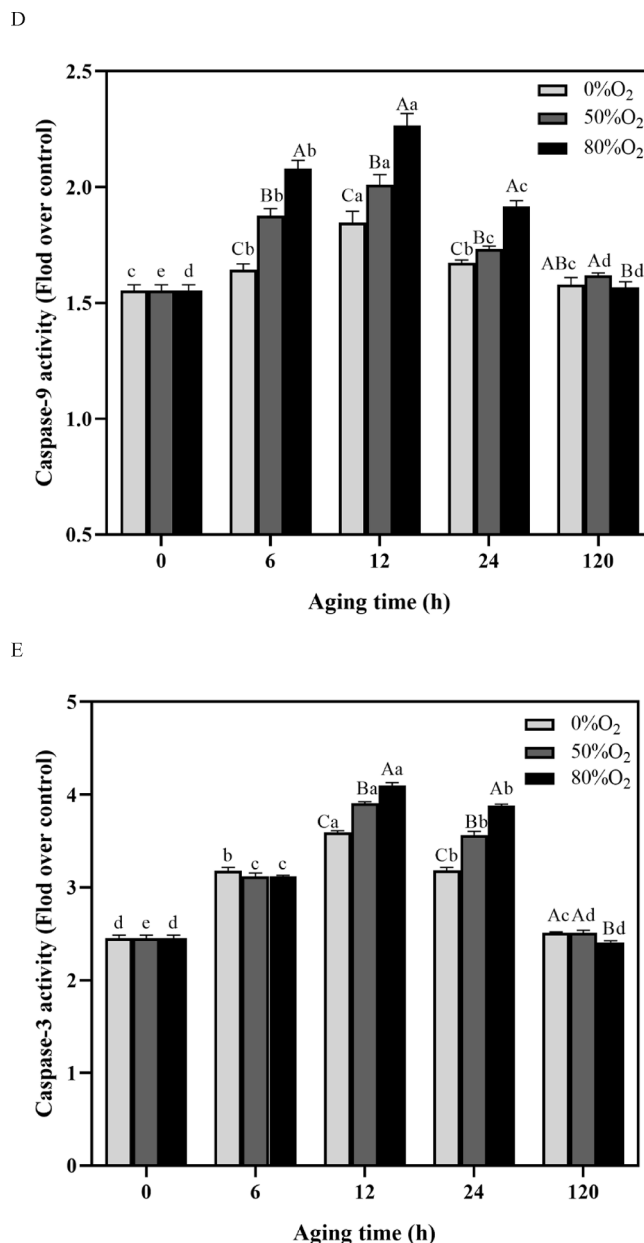 D
2.5
2.0
1.5
1.0
0.5
Caspase-9 activity (Flod over control)
0%O₂
50%O₂
80%O₂
c e d
Cb Bb Ab
Ca Ba Aa
Cb Bc Ac
ABc Ad Bd
0 6 12 24 120
Aging time (h)
E
5
4
3
2
1
0
Caspase-3 activity (Flod over control)
0%O₂
50%O₂
80%O₂
d e d
b c c
Ca Ba Aa
Cb Bb Ab
Ac Ad Bd
0 6 12 24 120
Aging time (h)